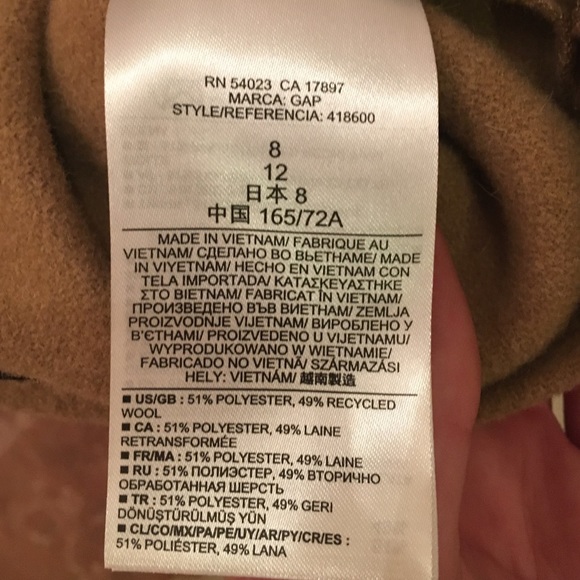 RN 54023 CA 17897
MARCA: GAP
STYLE/REFERENCIA: 418600
8
12
日本 8
中国 165/72A
MADE IN VIETNAM/ FABRIQUE AU
VIETNAM/ СДЕЛАНО ВО ВЬЕТНАМЕ/ MADE
IN VIYETNAM/ HECHO EN VIETNAM CON
TELA IMPORTADA/ ΚΑΤΑΣΚΕΥΑΣΤΗΚΕ
ΣΤΟ ΒΙΕΤΝΑΜ/ FABRICAT ÎN VIETNAM/
ПРОИЗВЕДЕНО ВЪВ ВИЕТНАМ/ ZEMLJA
PROIZVODNJE VIJETNAM/ ВИРОБЛЕНО У
В'ЄТНАМІ/ PROIZVEDENO U VIJETNAMU/
WYPRODUKOWANO W WIETNAMIE/
FABRICADO NO VIETNÃ/ SZÁRMAZÁSI
HELY: VIETNÁM/ 越南製造
■ US/GB : 51% POLYESTER, 49% RECYCLED
WOOL
■ CA : 51% POLYESTER, 49% LAINE
RETRANSFORMÉE
■ FR/MA : 51% POLYESTER, 49% LAINE
■ RU : 51% ПОЛИЭСТЕР, 49% ВТОРИЧНО
ОБРАБОТАННАЯ ШЕРСТЬ
■ TR : 51% POLYESTER, 49% GERI
DÖNÜŞTÜRÜLMÜŞ YÜN
■ CL/CO/MX/PA/PE/UY/AR/PY/CR/ES :
51% POLIÉSTER, 49% LANA